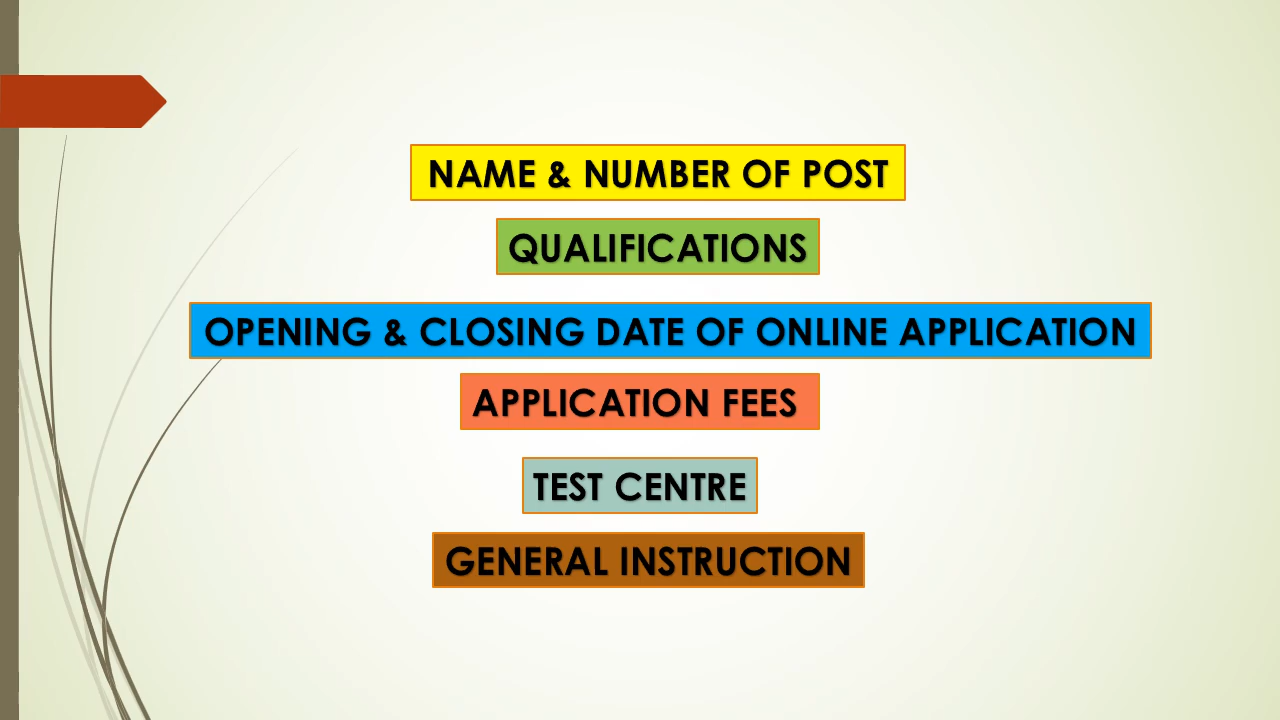 NAME & NUMBER OF POST
QUALIFICATIONS
OPENING & CLOSING DATE OF ONLINE APPLICATION
APPLICATION FEES
TEST CENTRE
GENERAL INSTRUCTION